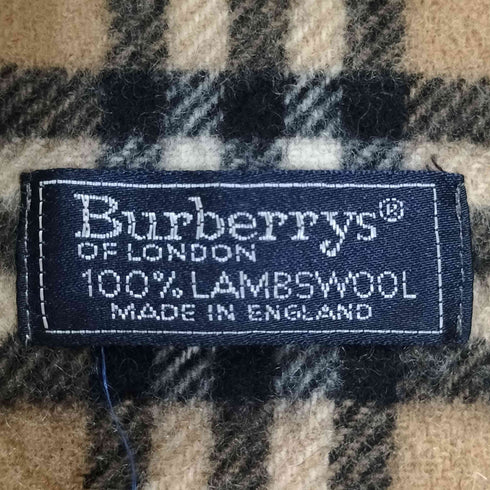 Burberrys®
OF LONDON
100% LAMBSWOOL
MADE IN ENGLAND